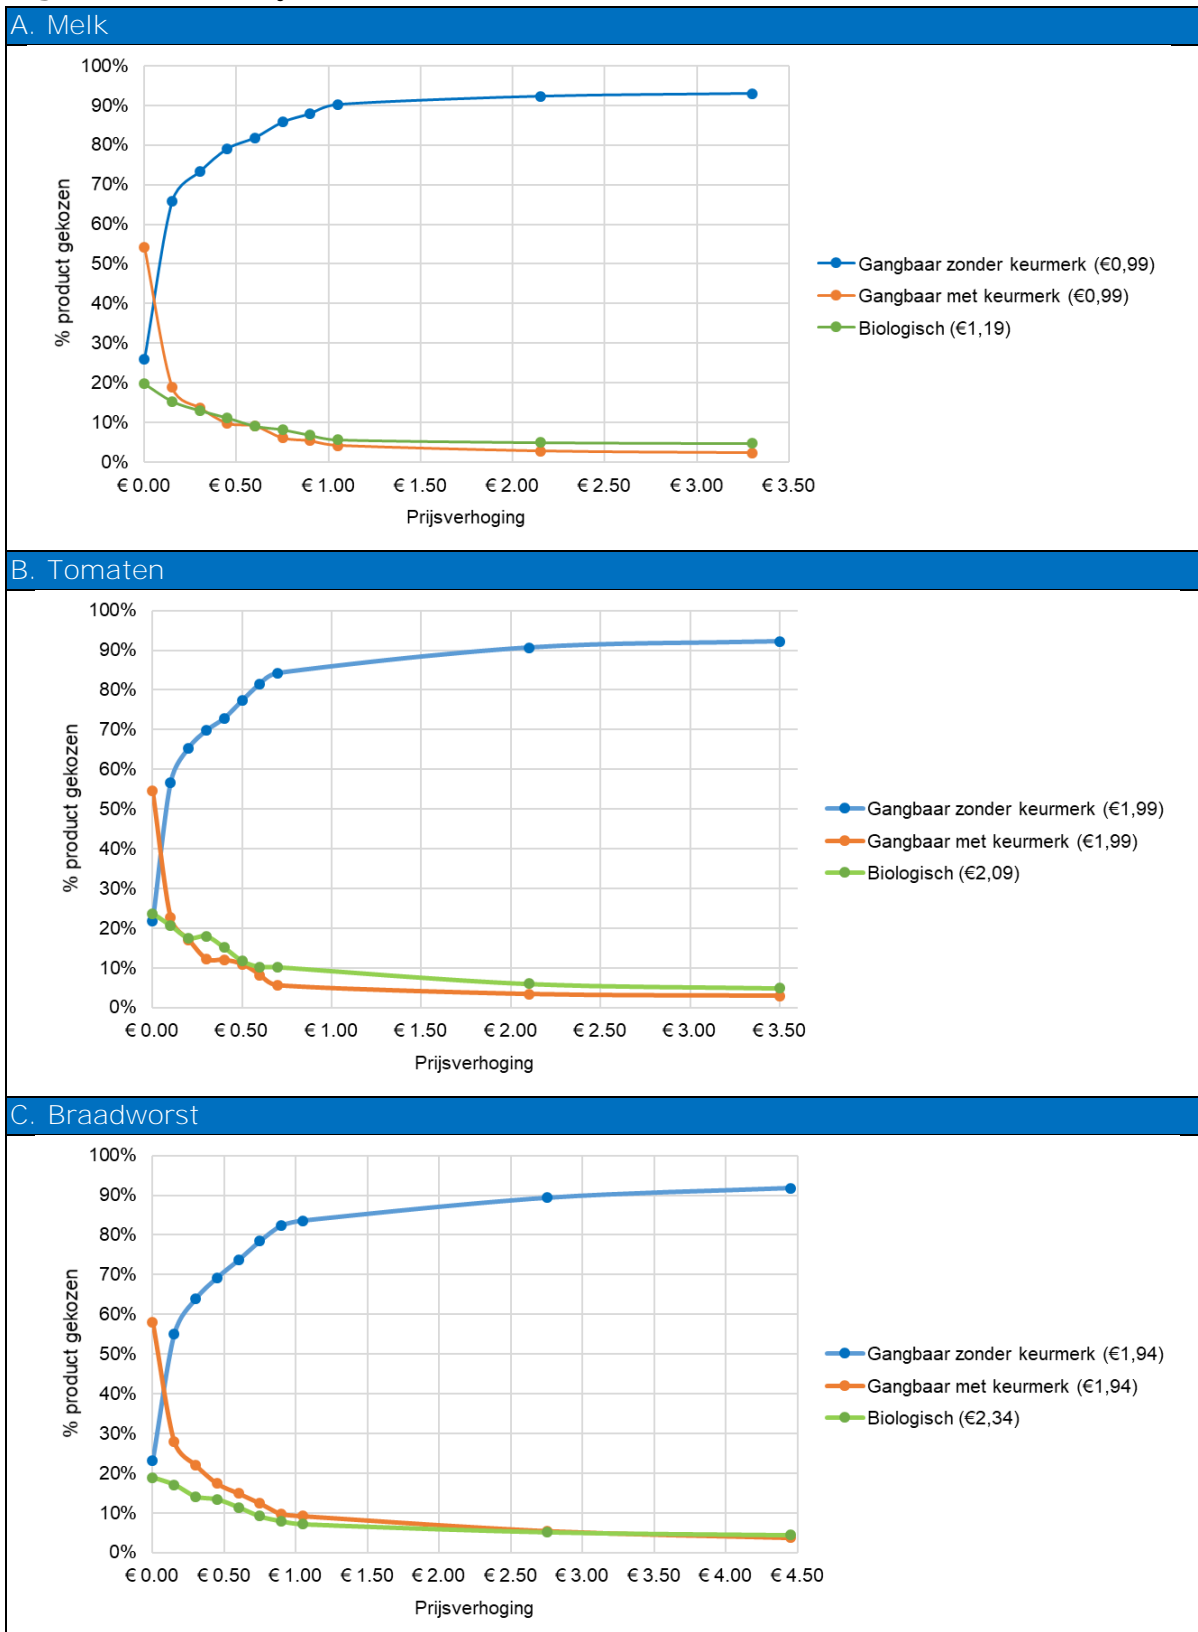 A. Melk
100%
90%
80%
70%
60%
50%
40%
30%
20%
10%
0%
% product gekozen
€ 0.00 € 0.50 € 1.00 € 1.50 € 2.00 € 2.50 € 3.00 € 3.50
Prijsverhoging
Gangbaar zonder keurmerk (€0,99)
Gangbaar met keurmerk (€0,99)
Biologisch (€1,19)
B. Tomaten
100%
90%
80%
70%
60%
50%
40%
30%
20%
10%
0%
% product gekozen
€ 0.00 € 0.50 € 1.00 € 1.50 € 2.00 € 2.50 € 3.00 € 3.50
Prijsverhoging
Gangbaar zonder keurmerk (€1,99)
Gangbaar met keurmerk (€1,99)
Biologisch (€2,09)
C. Braadworst
100%
90%
80%
70%
60%
50%
40%
30%
20%
10%
0%
% product gekozen
€ 0.00 € 0.50 € 1.00 € 1.50 € 2.00 € 2.50 € 3.00 € 3.50 € 4.00 € 4.50
Prijsverhoging
Gangbaar zonder keurmerk (€1,94)
Gangbaar met keurmerk (€1,94)
Biologisch (€2,34)